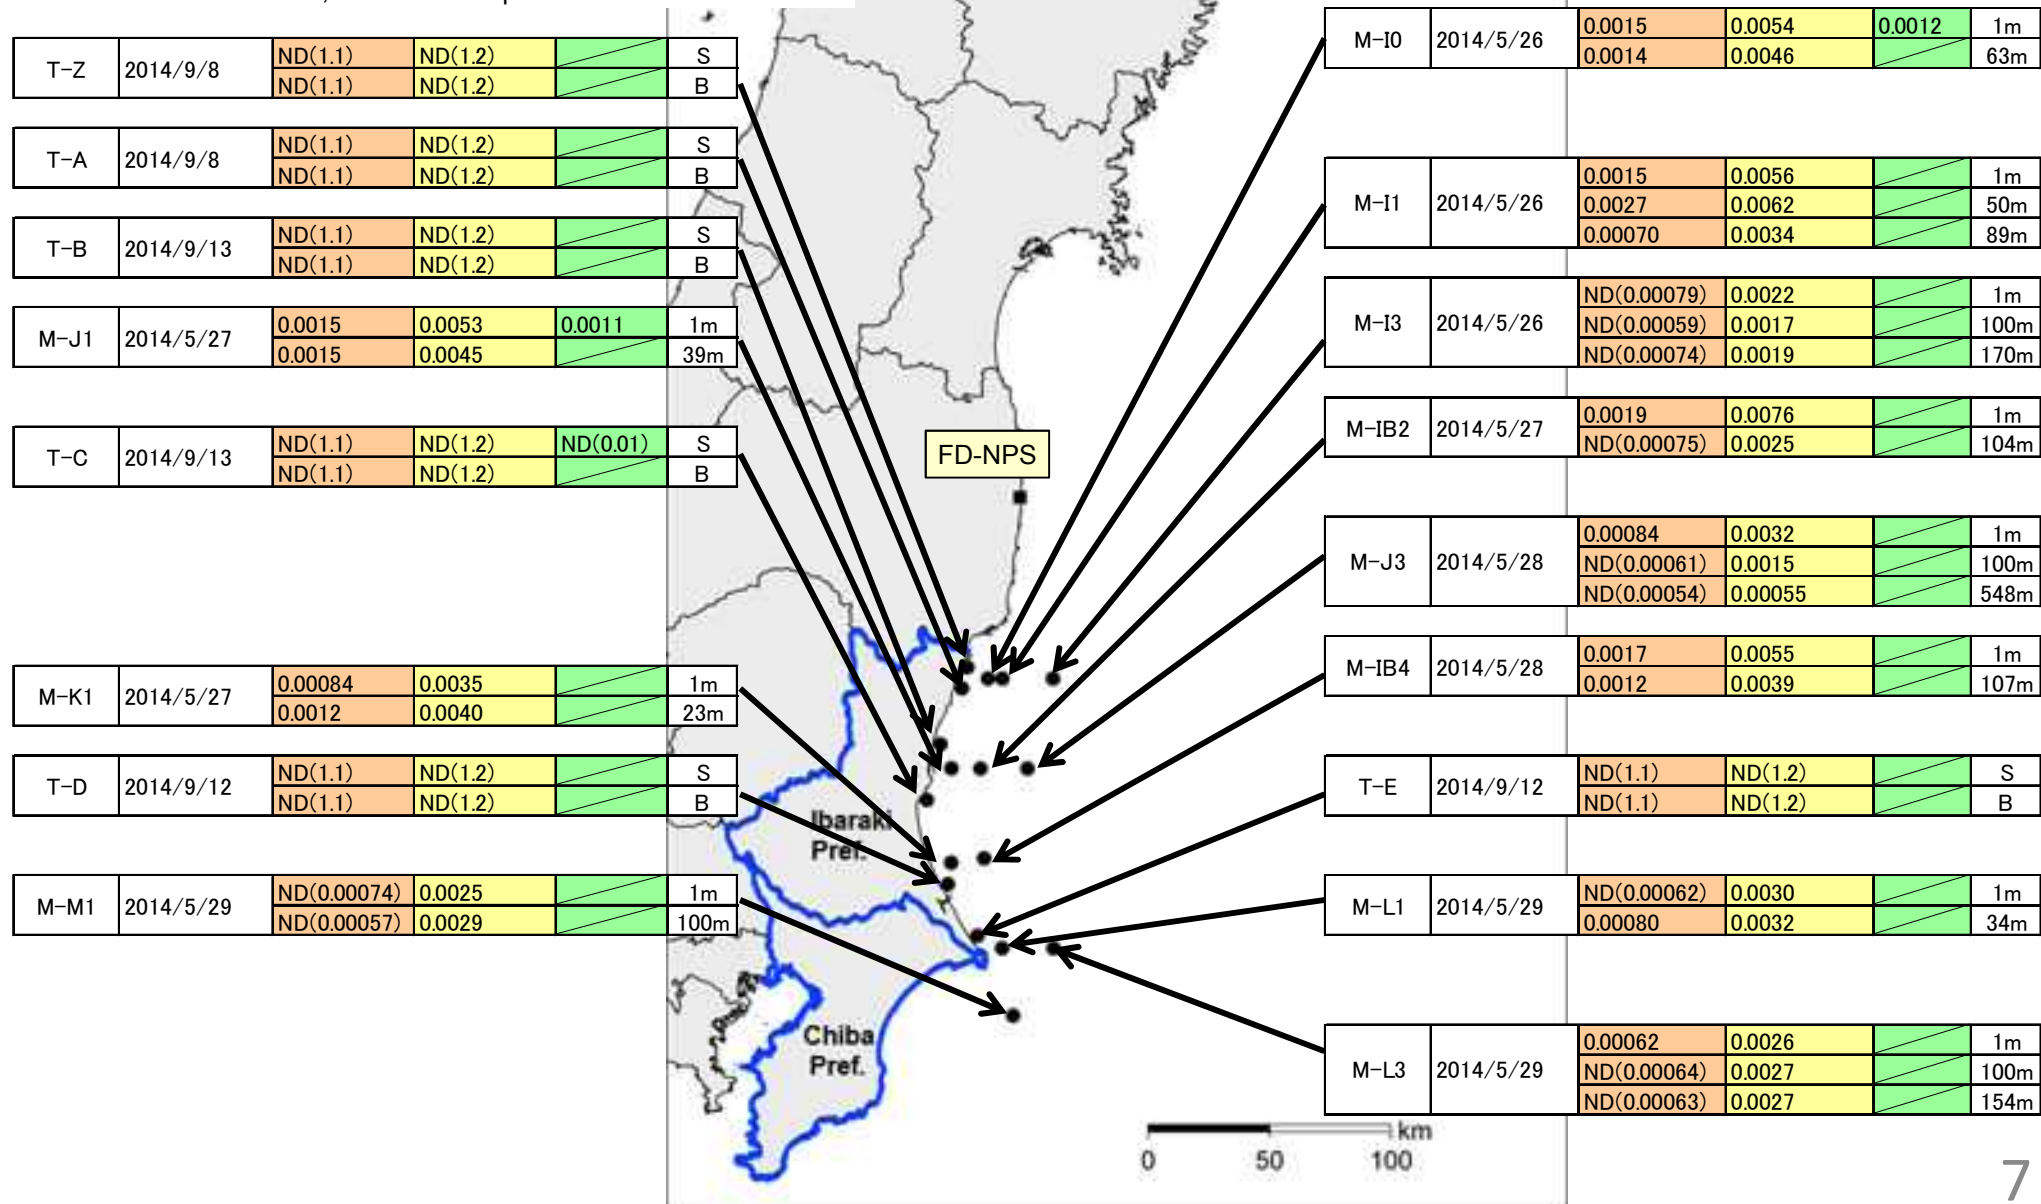 T-Z 2014/9/8 ND(1.1) ND(1.2) S
ND(1.1) ND(1.2) B
T-A 2014/9/8 ND(1.1) ND(1.2) S
ND(1.1) ND(1.2) B
T-B 2014/9/13 ND(1.1) ND(1.2) S
ND(1.1) ND(1.2) B
M-J1 2014/5/27 0.0015 0.0053 0.0011 1m
0.0015 0.0045 39m
T-C 2014/9/13 ND(1.1) ND(1.2) ND(0.01) S
ND(1.1) ND(1.2) B
M-K1 2014/5/27 0.00084 0.0035 1m
0.0012 0.0040 23m
T-D 2014/9/12 ND(1.1) ND(1.2) S
ND(1.1) ND(1.2) B
M-M1 2014/5/29 ND(0.00074) 0.0025 1m
ND(0.00057) 0.0029 100m
FD-NPS
Ibaraki
Pref.
Chiba
Pref.
km
0 50 100
M-I0 2014/5/26 0.0015 0.0054 0.0012 1m
0.0014 0.0046 63m
M-I1 2014/5/26 0.0015 0.0056 1m
0.0027 0.0062 50m
0.00070 0.0034 89m
M-I3 2014/5/26 ND(0.00079) 0.0022 1m
ND(0.00059) 0.0017 100m
ND(0.00074) 0.0019 170m
M-IB2 2014/5/27 0.0019 0.0076 1m
ND(0.00075) 0.0025 104m
M-J3 2014/5/28 0.00084 0.0032 1m
ND(0.00061) 0.0015 100m
ND(0.00054) 0.00055 548m
M-IB4 2014/5/28 0.0017 0.0055 1m
0.0012 0.0039 107m
T-E 2014/9/12 ND(1.1) ND(1.2) S
ND(1.1) ND(1.2) B
M-L1 2014/5/29 ND(0.00062) 0.0030 1m
0.00080 0.0032 34m
M-L3 2014/5/29 0.00062 0.0026 1m
ND(0.00064) 0.0027 100m
ND(0.00063) 0.0027 154m
7